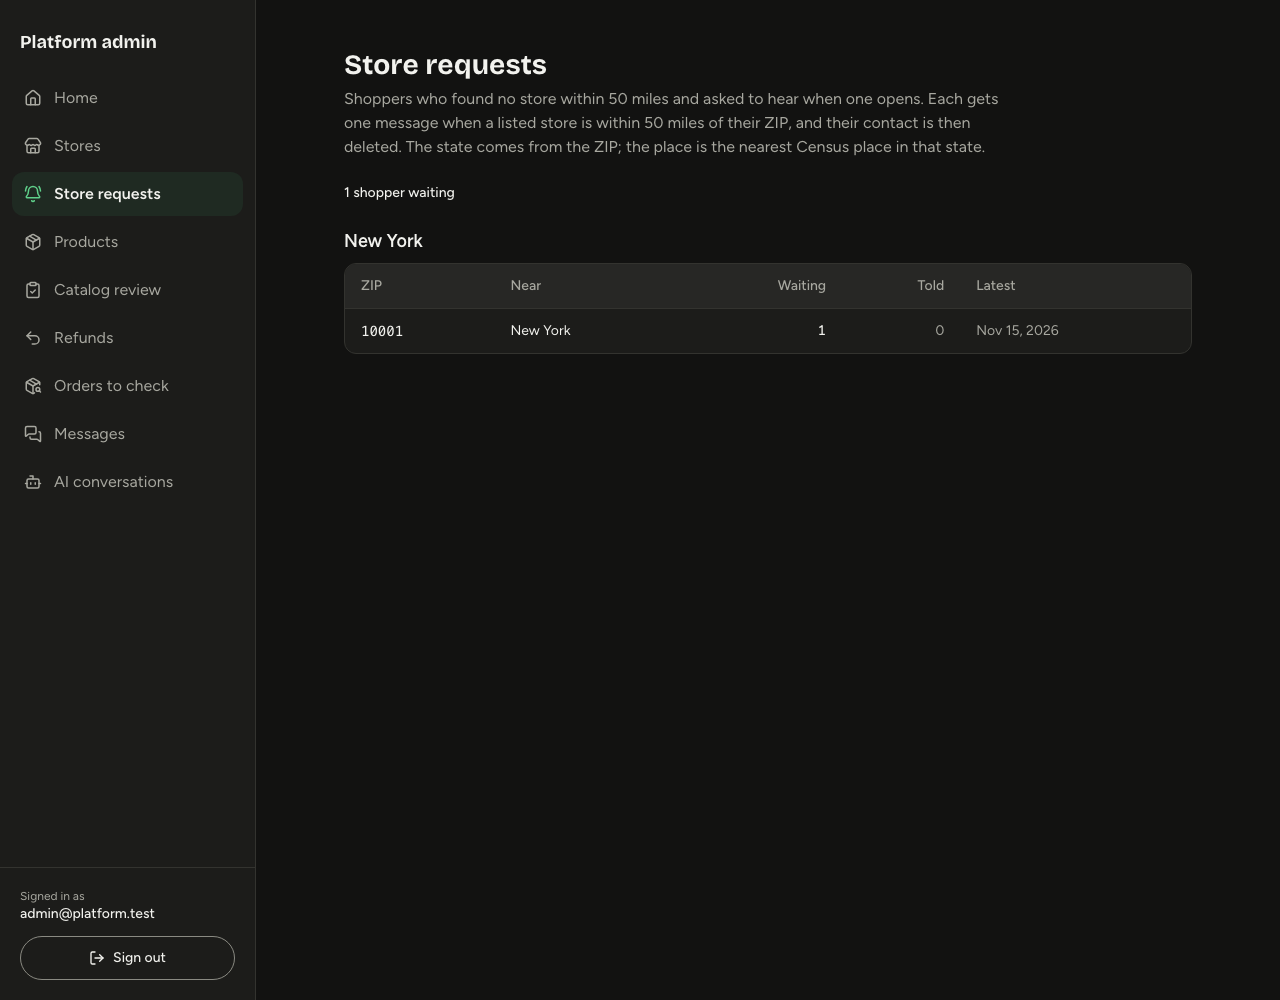 Platform admin
Home
Stores
Store requests
Products
Catalog review
Refunds
Orders to check
Messages
AI conversations
Signed in as
admin@platform.test
Sign out
Store requests
Shoppers who found no store within 50 miles and asked to hear when one opens. Each gets
one message when a listed store is within 50 miles of their ZIP, and their contact is then
deleted. The state comes from the ZIP; the place is the nearest Census place in that state.
1 shopper waiting
New York
ZIP Near Waiting Told Latest
10001 New York 1 0 Nov 15, 2026